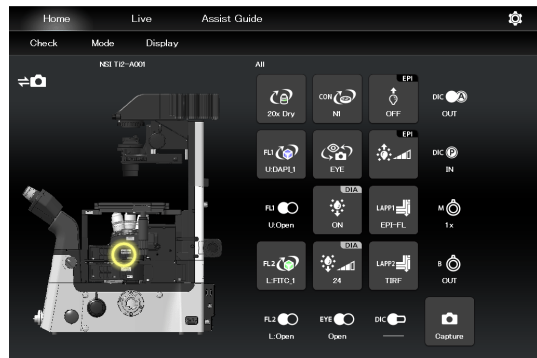 Home Live Assist Guide
Check Mode Display
NSI Ti2-A001 All
EPI
20x Dry CON N1 OFF DIC A OUT
EPI
FL1 U:DAPI_1 EYE DIC P IN
DIA
FL1 U:Open ON LAPP1 EPI-FL M 1x
DIA
FL2 L:FITC_1 24 LAPP2 TIRF B OUT
FL2 L:Open EYE Open DIC Capture